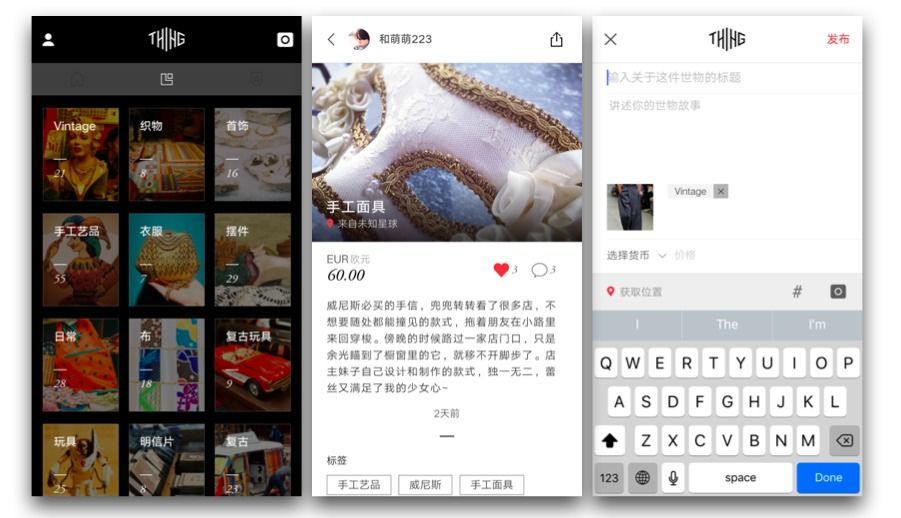 THING
Vintage
21
织物
8
首饰
16
手工艺品
55
衣服
7
摆件
29
日常
28
布
18
复古玩具
9
玩具
25
明信片
8
复古
23
和萌萌223
手工面具
来自未知星球
EUR欧元
60.00
3
3
威尼斯必买的手信，兜兜转转看了很多店，不
想要随处都能撞见的款式，拖着朋友在小路里
来回穿梭。傍晚的时候路过一家店门口，只是
余光瞄到了橱窗里的它，就移不开脚步了。店
主妹子自己设计和制作的款式，独一无二，蕾
丝又满足了我的少女心~
2天前
标签
手工艺品
威尼斯
手工面具
THING
发布
输入关于这件世物的标题
讲述你的世物故事
Vintage
选择货币
价格
获取位置
#
I
The
I'm
Q W E R T Y U I O P
A S D F G H J K L
Z X C V B N M
123
space
Done